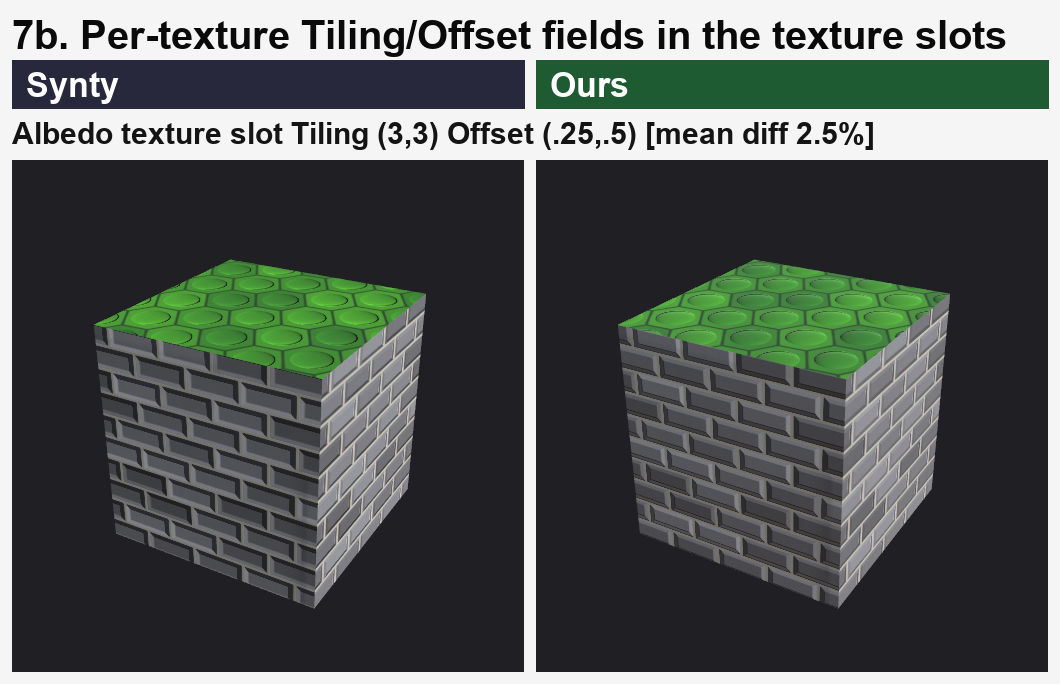 7b. Per-texture Tiling/Offset fields in the texture slots
Synty
Ours
Albedo texture slot Tiling (3,3) Offset (.25,.5) [mean diff 2.5%]